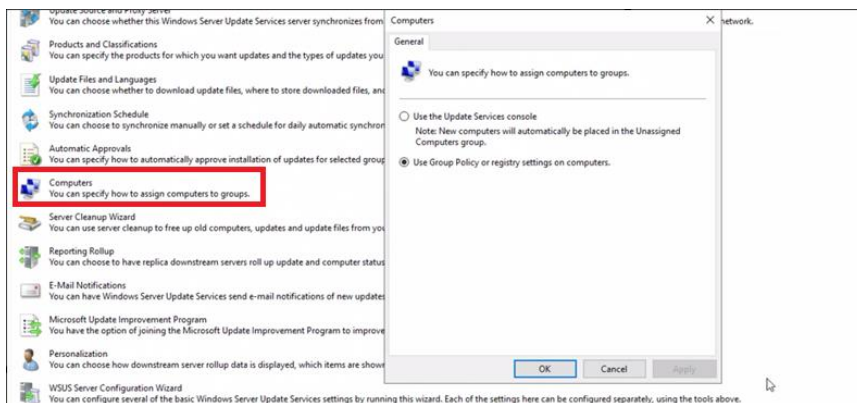 Update Source and Proxy Server
You can choose whether this Windows Server Update Services server synchronizes from
network.
Products and Classifications
You can specify the products for which you want updates and the types of updates you
Update Files and Languages
You can choose whether to download update files, where to store downloaded files, and
Synchronization Schedule
You can choose to synchronize manually or set a schedule for daily automatic synchron
Automatic Approvals
You can specify how to automatically approve installation of updates for selected group
Computers
You can specify how to assign computers to groups.
Server Cleanup Wizard
You can use server cleanup to free up old computers, updates and update files from you
Reporting Rollup
You can choose to have replica downstream servers roll up update and computer status
E-Mail Notifications
You can have Windows Server Update Services send e-mail notifications of new updates
Microsoft Update Improvement Program
You have the option of joining the Microsoft Update Improvement Program to improve
Personalization
You can choose how downstream server rollup data is displayed, which items are shown
WSUS Server Configuration Wizard
You can configure several of the basic Windows Server Update Services settings by running this wizard. Each of the settings here can be configured separately, using the tools above.
Computers
General
You can specify how to assign computers to groups.
Use the Update Services console
Note: New computers will automatically be placed in the Unassigned
Computers group.
Use Group Policy or registry settings on computers.
OK
Cancel
Apply